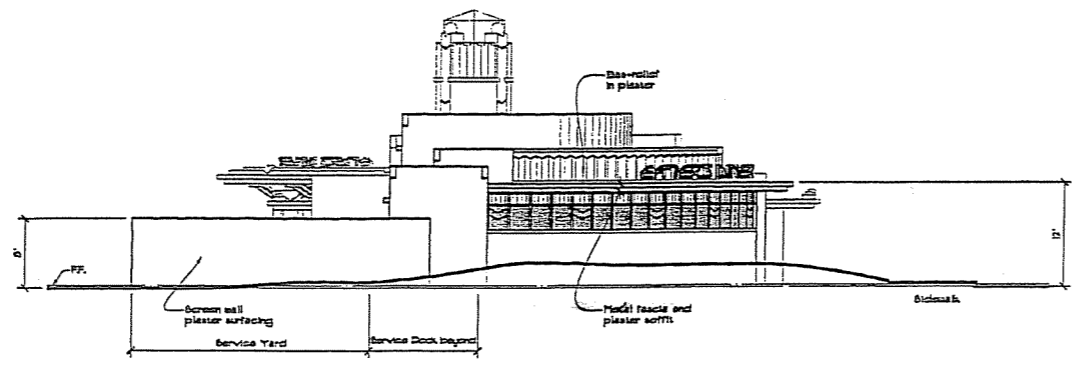 Bas-relief
in plaster
12'
8'
F.F.
Sidewalk
Screen wall
plaster surfacing
Metal fascia and
plaster soffit
Service Yard
Service Dock beyond